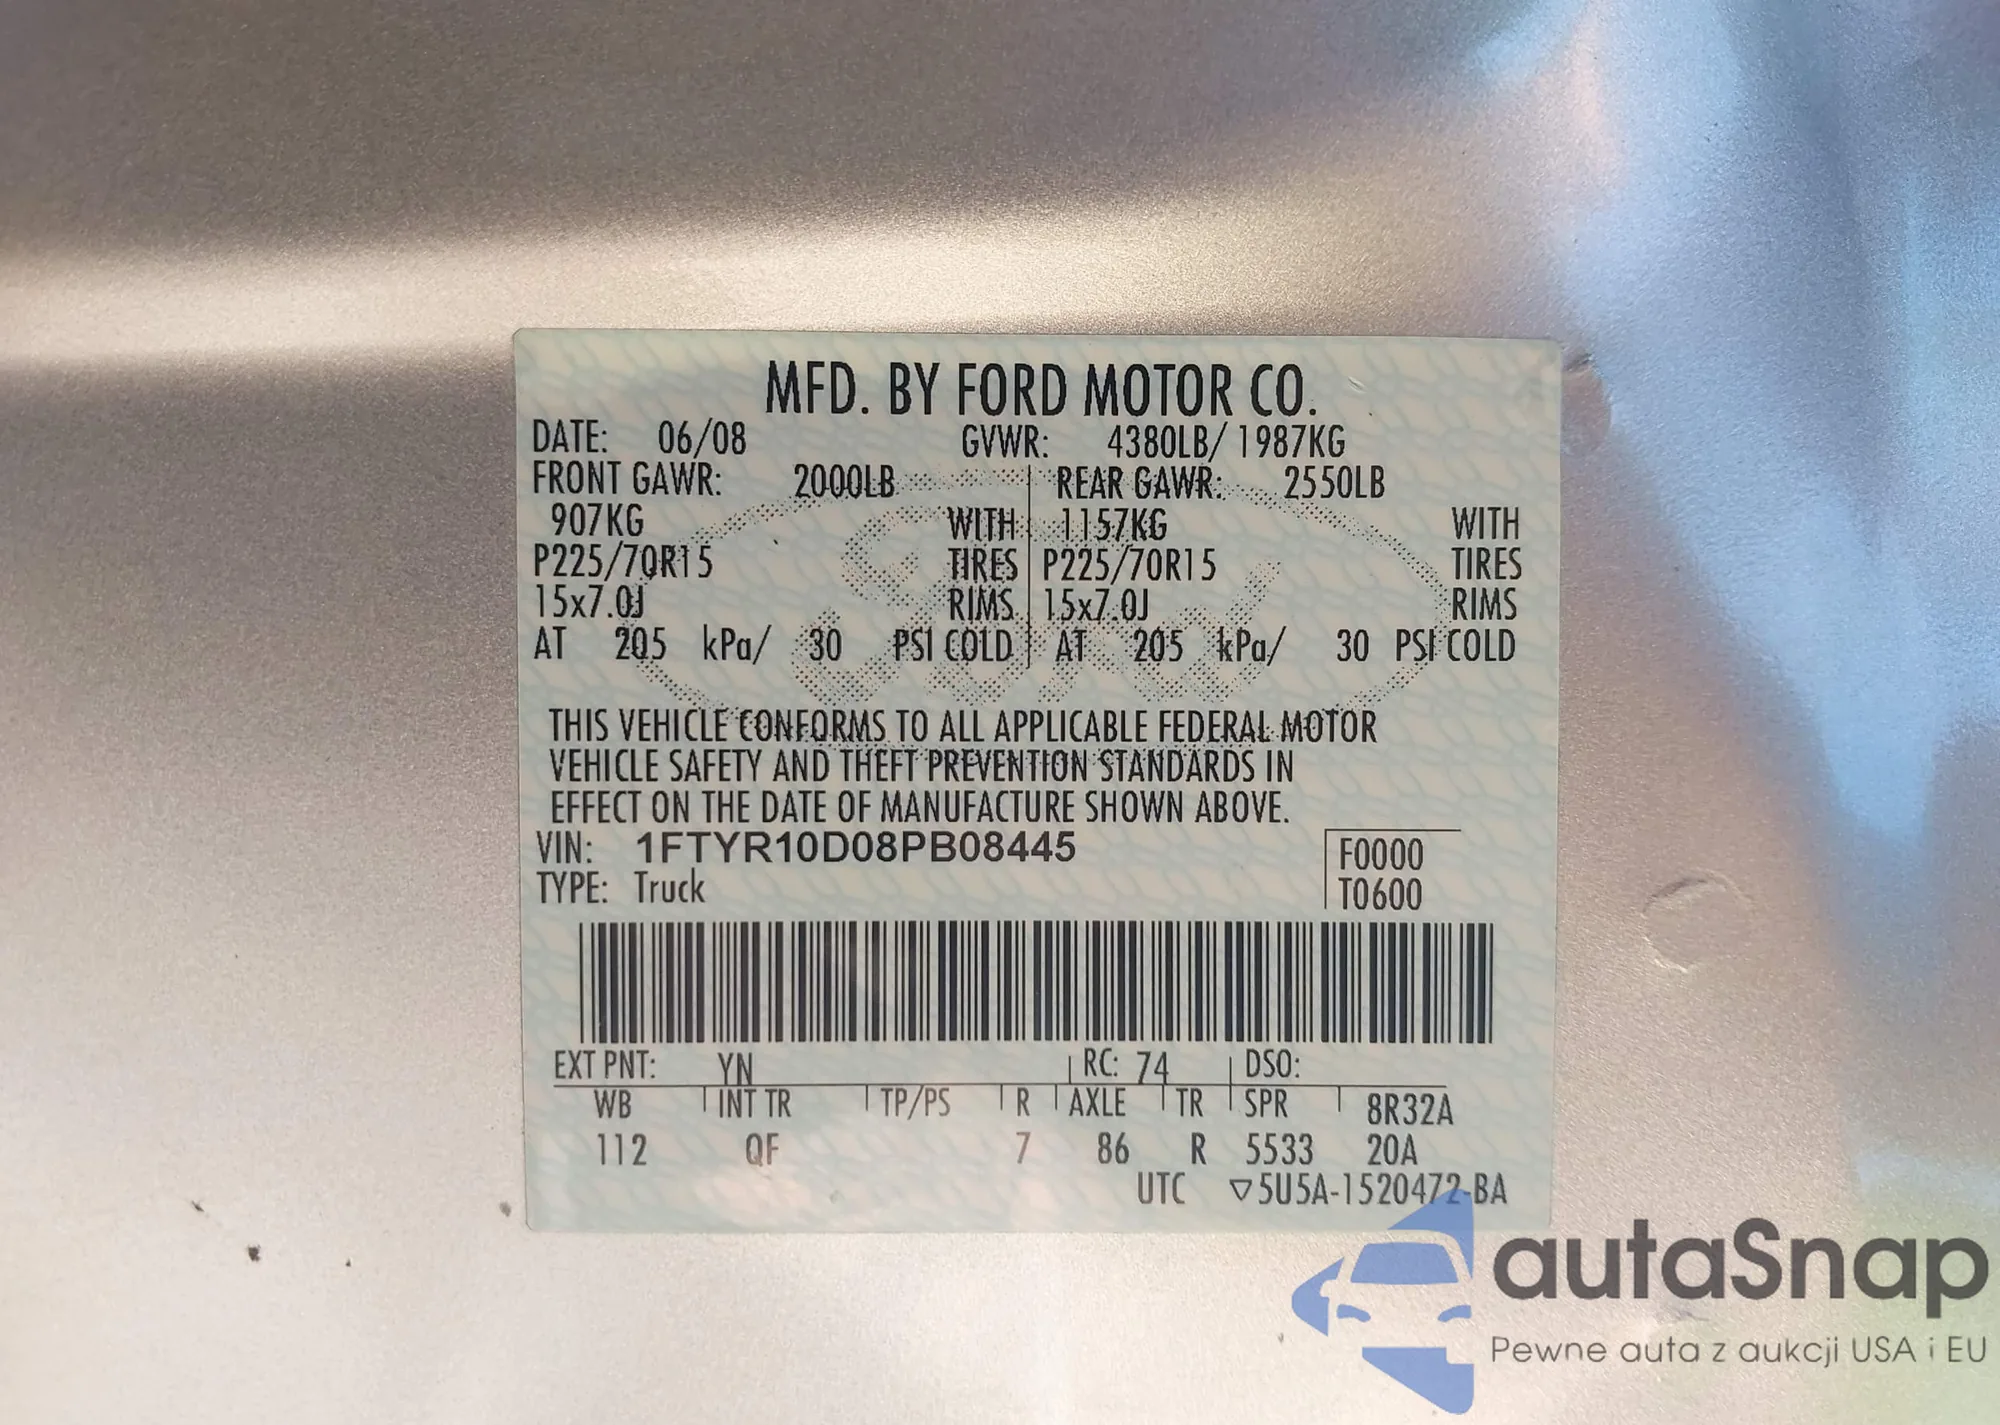 MFD. BY FORD MOTOR CO.
DATE: 06/08 GVWR: 4380LB/ 1987KG
FRONT GAWR: 2000LB REAR GAWR: 2550LB
907KG WITH 1157KG WITH
P225/70R15 TIRES P225/70R15 TIRES
15x7.0J RIMS 15x7.0J RIMS
AT 205 kPa/ 30 PSI COLD AT 205 kPa/ 30 PSI COLD
THIS VEHICLE CONFORMS TO ALL APPLICABLE FEDERAL MOTOR
VEHICLE SAFETY AND THEFT PREVENTION STANDARDS IN
EFFECT ON THE DATE OF MANUFACTURE SHOWN ABOVE.
VIN: 1FTYR10D08PB08445 F0000
TYPE: Truck T0600
EXT PNT: YN RC: 74 DSO:
WB INT TR TP/PS R AXLE TR SPR 8R32A
112 QF 7 86 R 5533 20A
UTC ▽5U5A-1520472-BA
Ford
autaSnap
Pewne auta z aukcji USA i EU